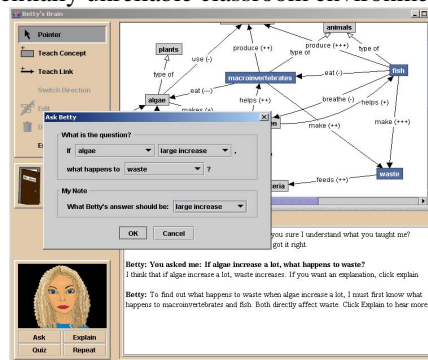 entially unreliable classroom environme
Betty's Brain
Pointer
Teach Concept
Teach Link
Switch Direction
Edit
animals
plants
produce (++)
type of
produce (+++)
use (-)
type of
macroinvertebrates
eat (-)
fish
eat (---)
algae
helps (++)
breathe (-)
helps (+)
make (++)
make (+++)
waste
feeds (++)
Ask Betty
What is the question?
If algae large increase ,
what happens to waste ?
My Note
What Betty's answer should be: large increase
OK Cancel
you sure I understand what you taught me?
got it right.
Betty: You asked me: If algae increase a lot, what happens to waste?
I think that if algae increase a lot, waste increases. If you want an explanation, click explain
Betty: To find out what happens to waste when algae increase a lot, I must first know what
happens to macroinvertebrates and fish. Both directly affect waste. Click Explain to hear more
Ask Explain
Quiz Repeat